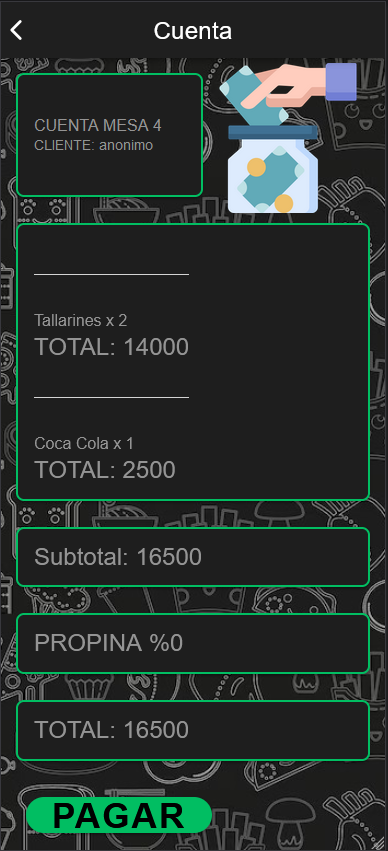 Cuenta
CUENTA MESA 4
CLIENTE: anonimo
Tallarines x 2
TOTAL: 14000
Coca Cola x 1
TOTAL: 2500
Subtotal: 16500
PROPINA %0
TOTAL: 16500
PAGAR